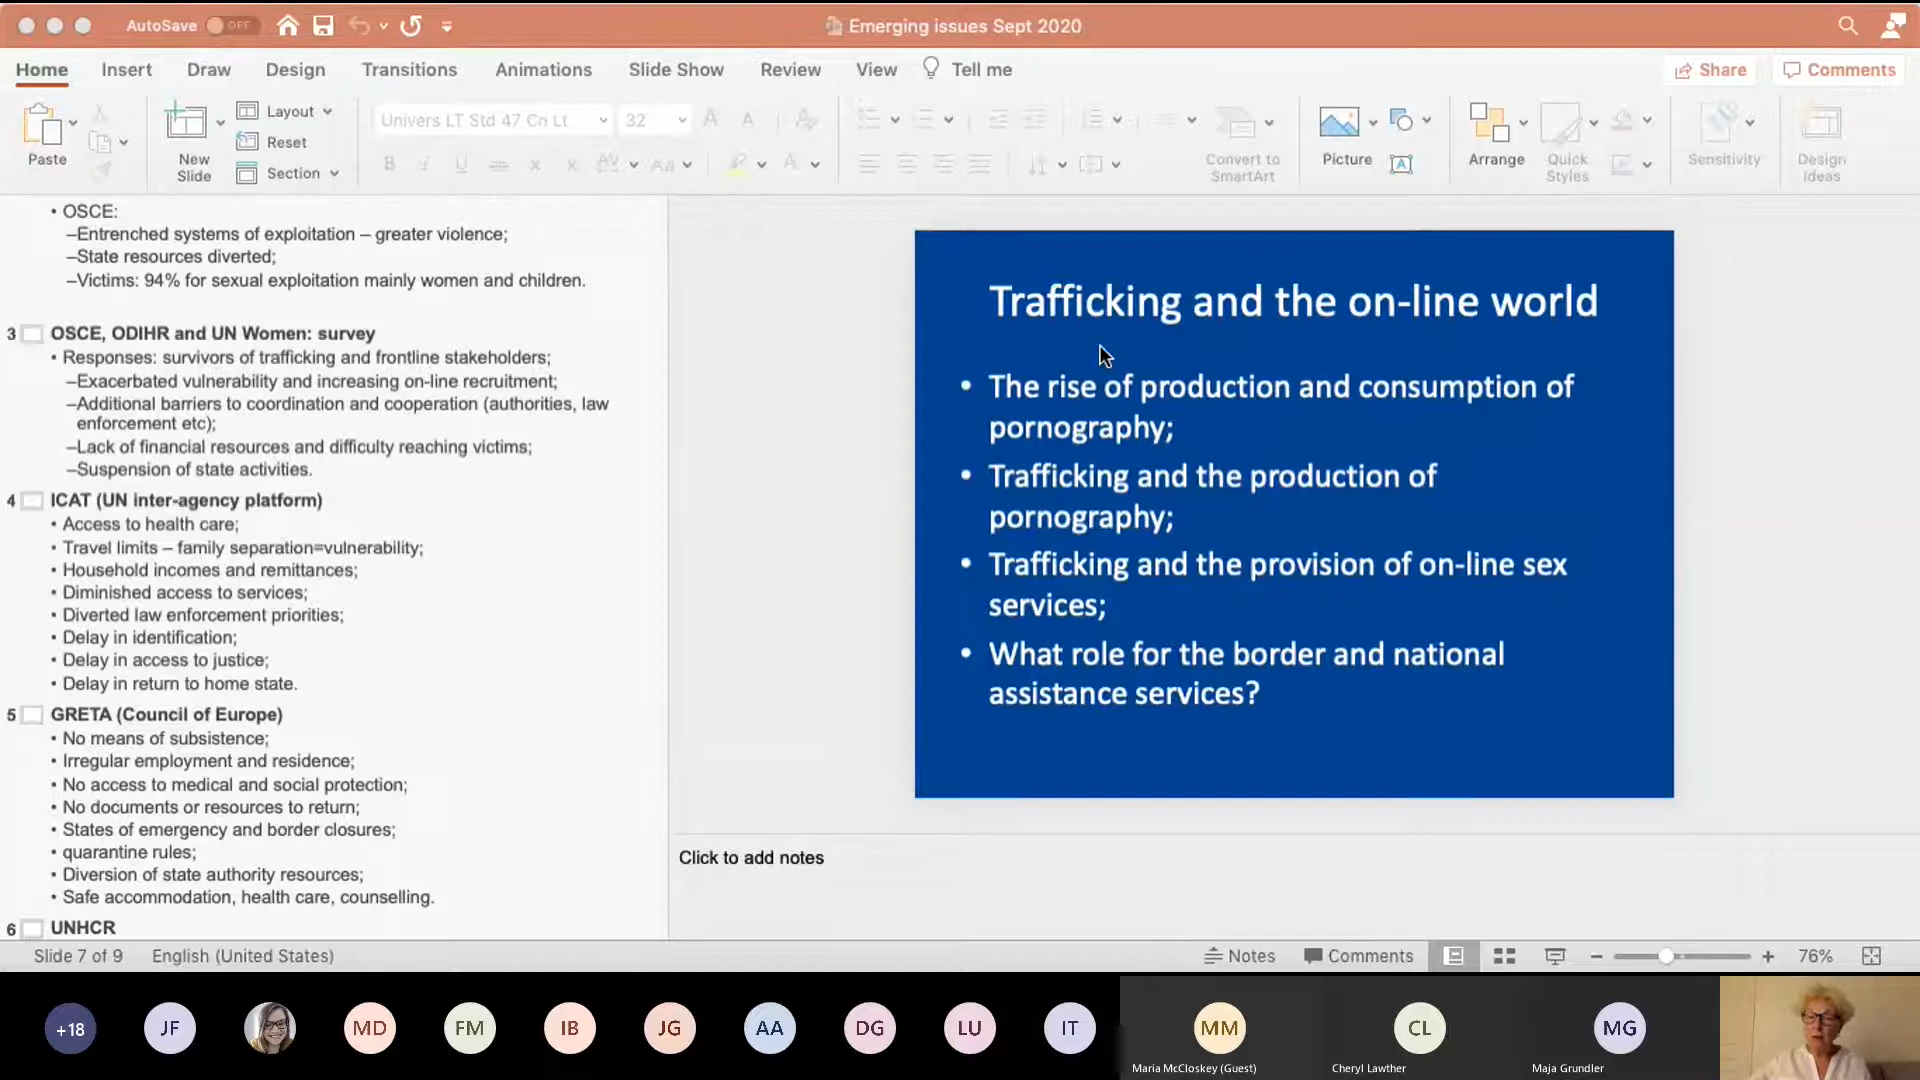 AutoSave OFF
Emerging issues Sept 2020
Home Insert Draw Design Transitions Animations Slide Show Review View Tell me
Share Comments
Paste
New
Slide
Layout
Reset
Section
Univers LT Std 47 Cn Lt 32
Convert to
SmartArt
Picture
Arrange
Quick
Styles
Sensitivity
Design
Ideas
• OSCE:
–Entrenched systems of exploitation – greater violence;
–State resources diverted;
–Victims: 94% for sexual exploitation mainly women and children.
3 OSCE, ODIHR and UN Women: survey
• Responses: survivors of trafficking and frontline stakeholders;
–Exacerbated vulnerability and increasing on-line recruitment;
–Additional barriers to coordination and cooperation (authorities, law
enforcement etc);
–Lack of financial resources and difficulty reaching victims;
–Suspension of state activities.
4 ICAT (UN inter-agency platform)
• Access to health care;
• Travel limits – family separation=vulnerability;
• Household incomes and remittances;
• Diminished access to services;
• Diverted law enforcement priorities;
• Delay in identification;
• Delay in access to justice;
• Delay in return to home state.
5 GRETA (Council of Europe)
• No means of subsistence;
• Irregular employment and residence;
• No access to medical and social protection;
• No documents or resources to return;
• States of emergency and border closures;
• quarantine rules;
• Diversion of state authority resources;
• Safe accommodation, health care, counselling.
6 UNHCR
Trafficking and the on-line world
• The rise of production and consumption of
pornography;
• Trafficking and the production of
pornography;
• Trafficking and the provision of on-line sex
services;
• What role for the border and national
assistance services?
Click to add notes
Slide 7 of 9 English (United States) Notes Comments 76%
+18 JF MD FM IB JG AA DG LU IT MM CL MG
Maria McCloskey (Guest) Cheryl Lawther Maja Grundler